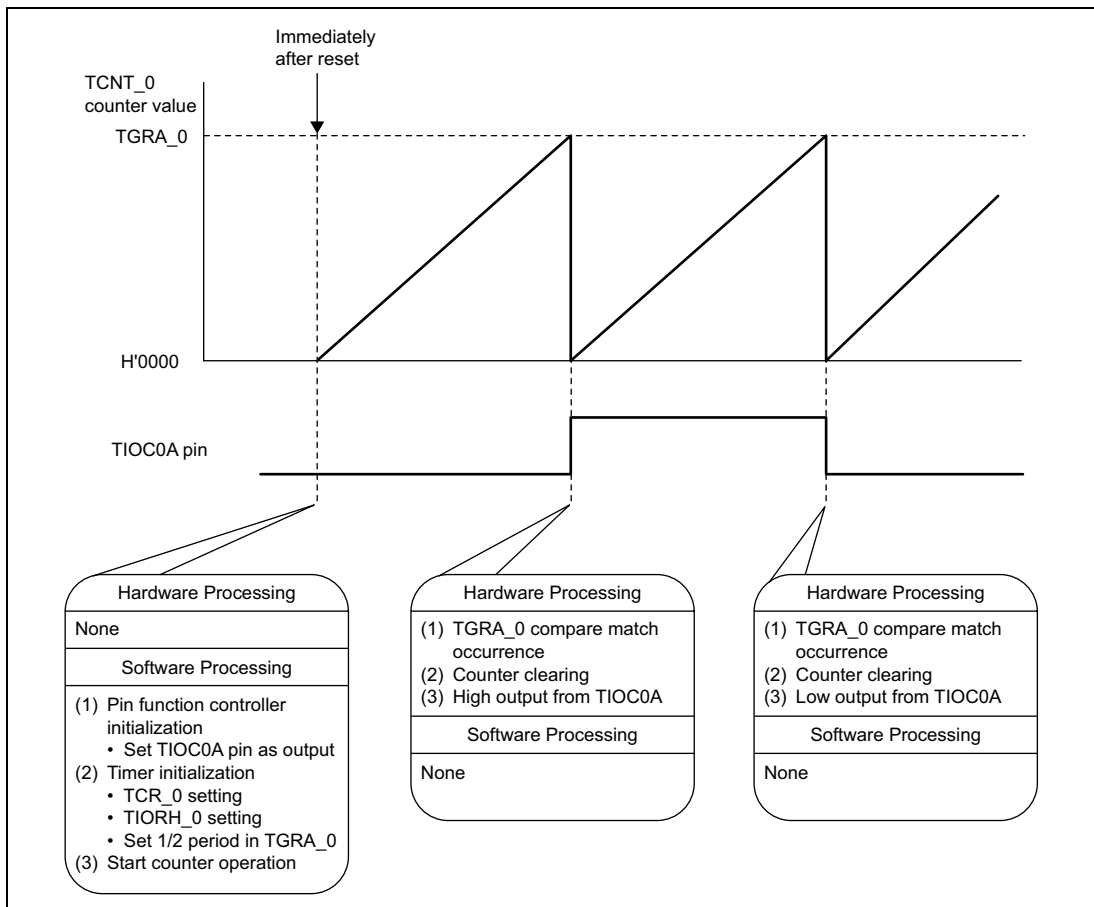 Immediately
after reset
TCNT_0
counter value
TGRA_0
H'0000
TIOC0A pin
Hardware Processing
None
Software Processing
(1) Pin function controller
initialization
• Set TIOC0A pin as output
(2) Timer initialization
• TCR_0 setting
• TIORH_0 setting
• Set 1/2 period in TGRA_0
(3) Start counter operation
Hardware Processing
(1) TGRA_0 compare match
occurrence
(2) Counter clearing
(3) High output from TIOC0A
Software Processing
None
Hardware Processing
(1) TGRA_0 compare match
occurrence
(2) Counter clearing
(3) Low output from TIOC0A
Software Processing
None